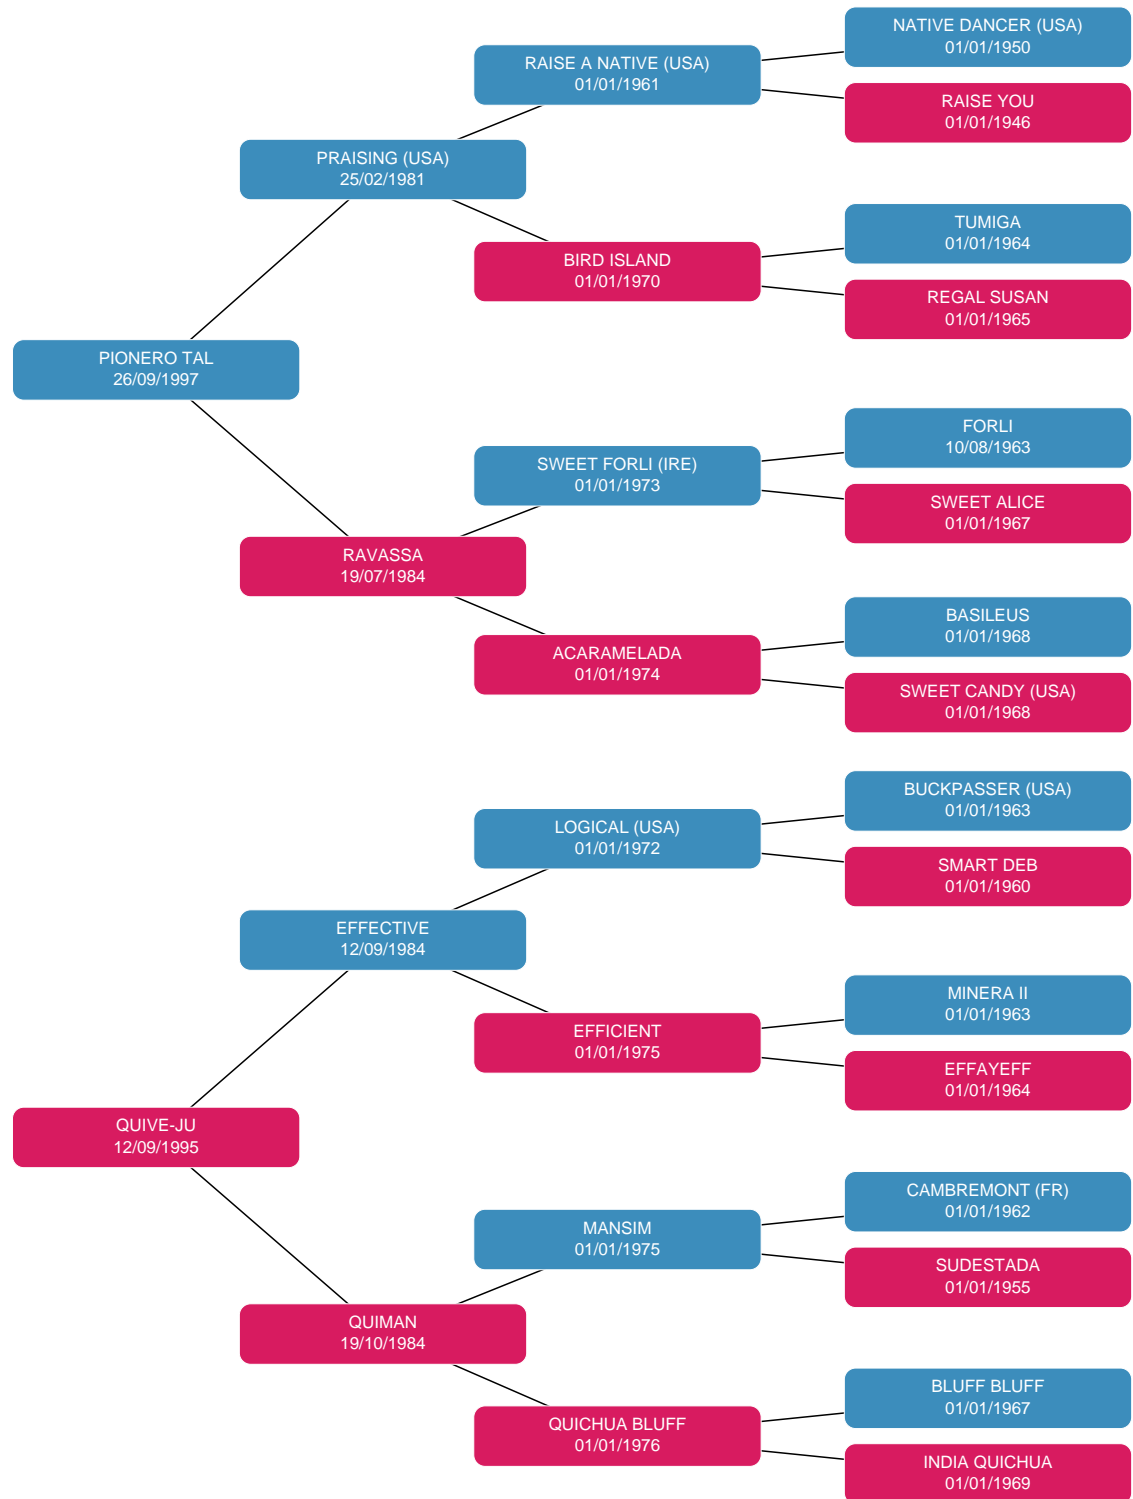 NATIVE DANCER (USA)
01/01/1950
RAISE A NATIVE (USA)
01/01/1961
RAISE YOU
01/01/1946
PRAISING (USA)
25/02/1981
TUMIGA
01/01/1964
BIRD ISLAND
01/01/1970
REGAL SUSAN
01/01/1965
PIONERO TAL
26/09/1997
FORLI
10/08/1963
SWEET FORLI (IRE)
01/01/1973
SWEET ALICE
01/01/1967
RAVASSA
19/07/1984
BASILEUS
01/01/1968
ACARAMELADA
01/01/1974
SWEET CANDY (USA)
01/01/1968
BUCKPASSER (USA)
01/01/1963
LOGICAL (USA)
01/01/1972
SMART DEB
01/01/1960
EFFECTIVE
12/09/1984
MINERA II
01/01/1963
EFFICIENT
01/01/1975
EFFAYEFF
01/01/1964
QUIVE-JU
12/09/1995
CAMBREMONT (FR)
01/01/1962
MANSIM
01/01/1975
SUDESTADA
01/01/1955
QUIMAN
19/10/1984
BLUFF BLUFF
01/01/1967
QUICHUA BLUFF
01/01/1976
INDIA QUICHUA
01/01/1969